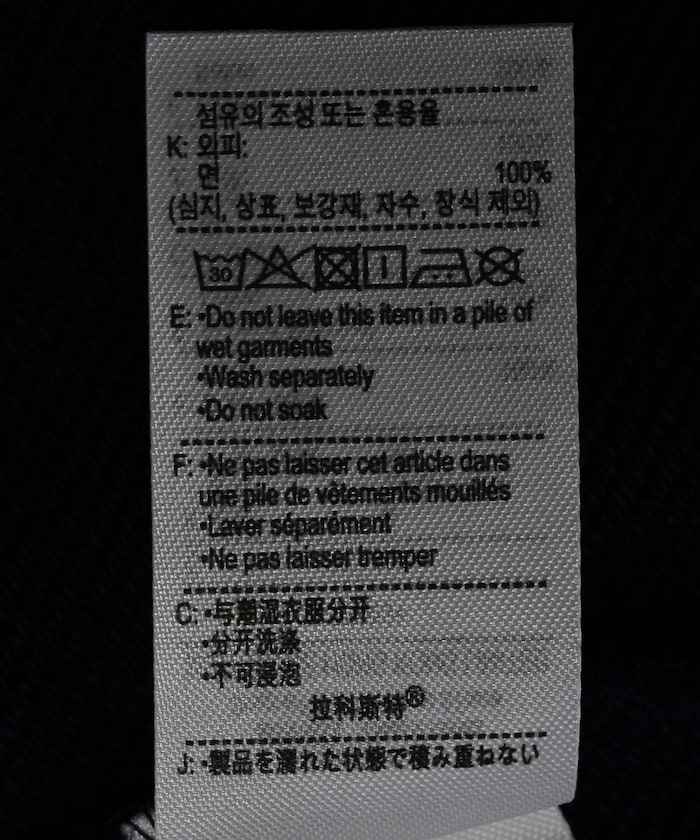 섬유의 조성 또는 혼용율
K: 외피:
면 100%
(심지, 상표, 보강재, 자수, 장식 제외)
30
E: •Do not leave this item in a pile of
wet garments
•Wash separately
•Do not soak
F: •Ne pas laisser cet article dans
une pile de vêtements mouillés
•Laver séparément
•Ne pas laisser tremper
C: •与潮湿衣服分开
•分开洗涤
•不可浸泡
拉科斯特®
J: •製品を濡れた状態で積み重ねない